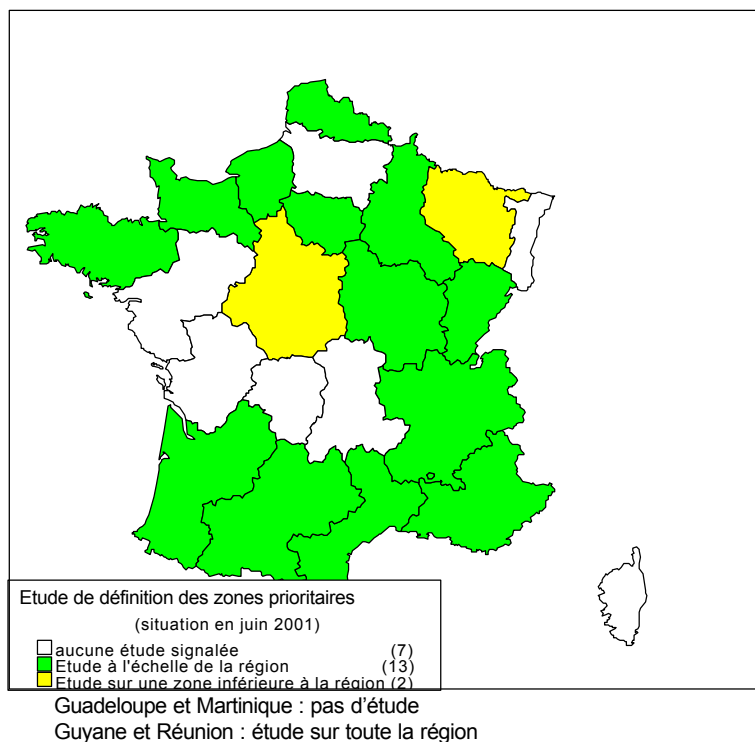 Etude de définition des zones prioritaires
(situation en juin 2001)
aucune étude signalée (7)
Etude à l'échelle de la région (13)
Etude sur une zone inférieure à la région (2)
Guadeloupe et Martinique : pas d'étude
Guyane et Réunion : étude sur toute la région